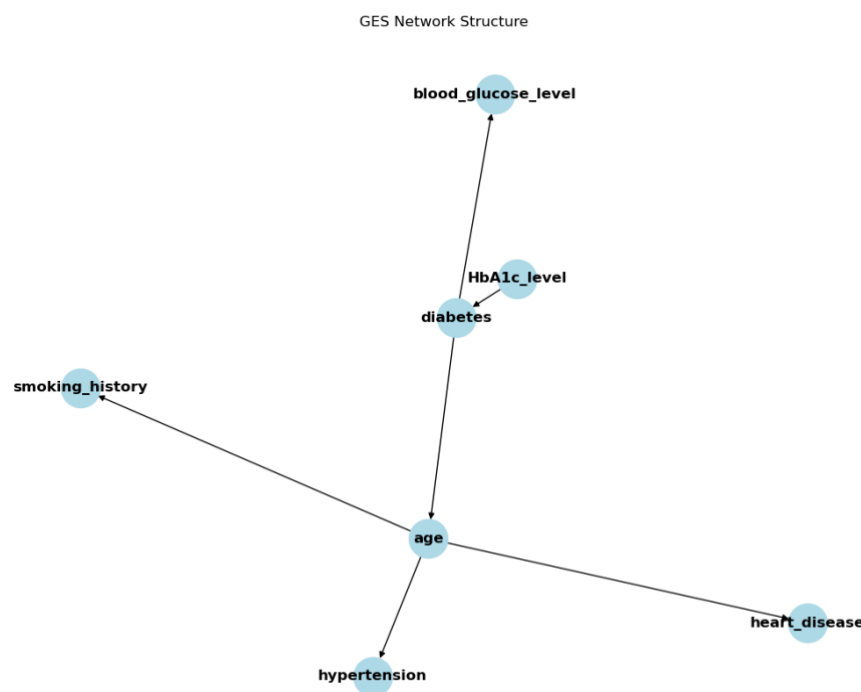 GES Network Structure
blood_glucose_level
HbA1c_level
diabetes
smoking_history
age
heart_disease
hypertension